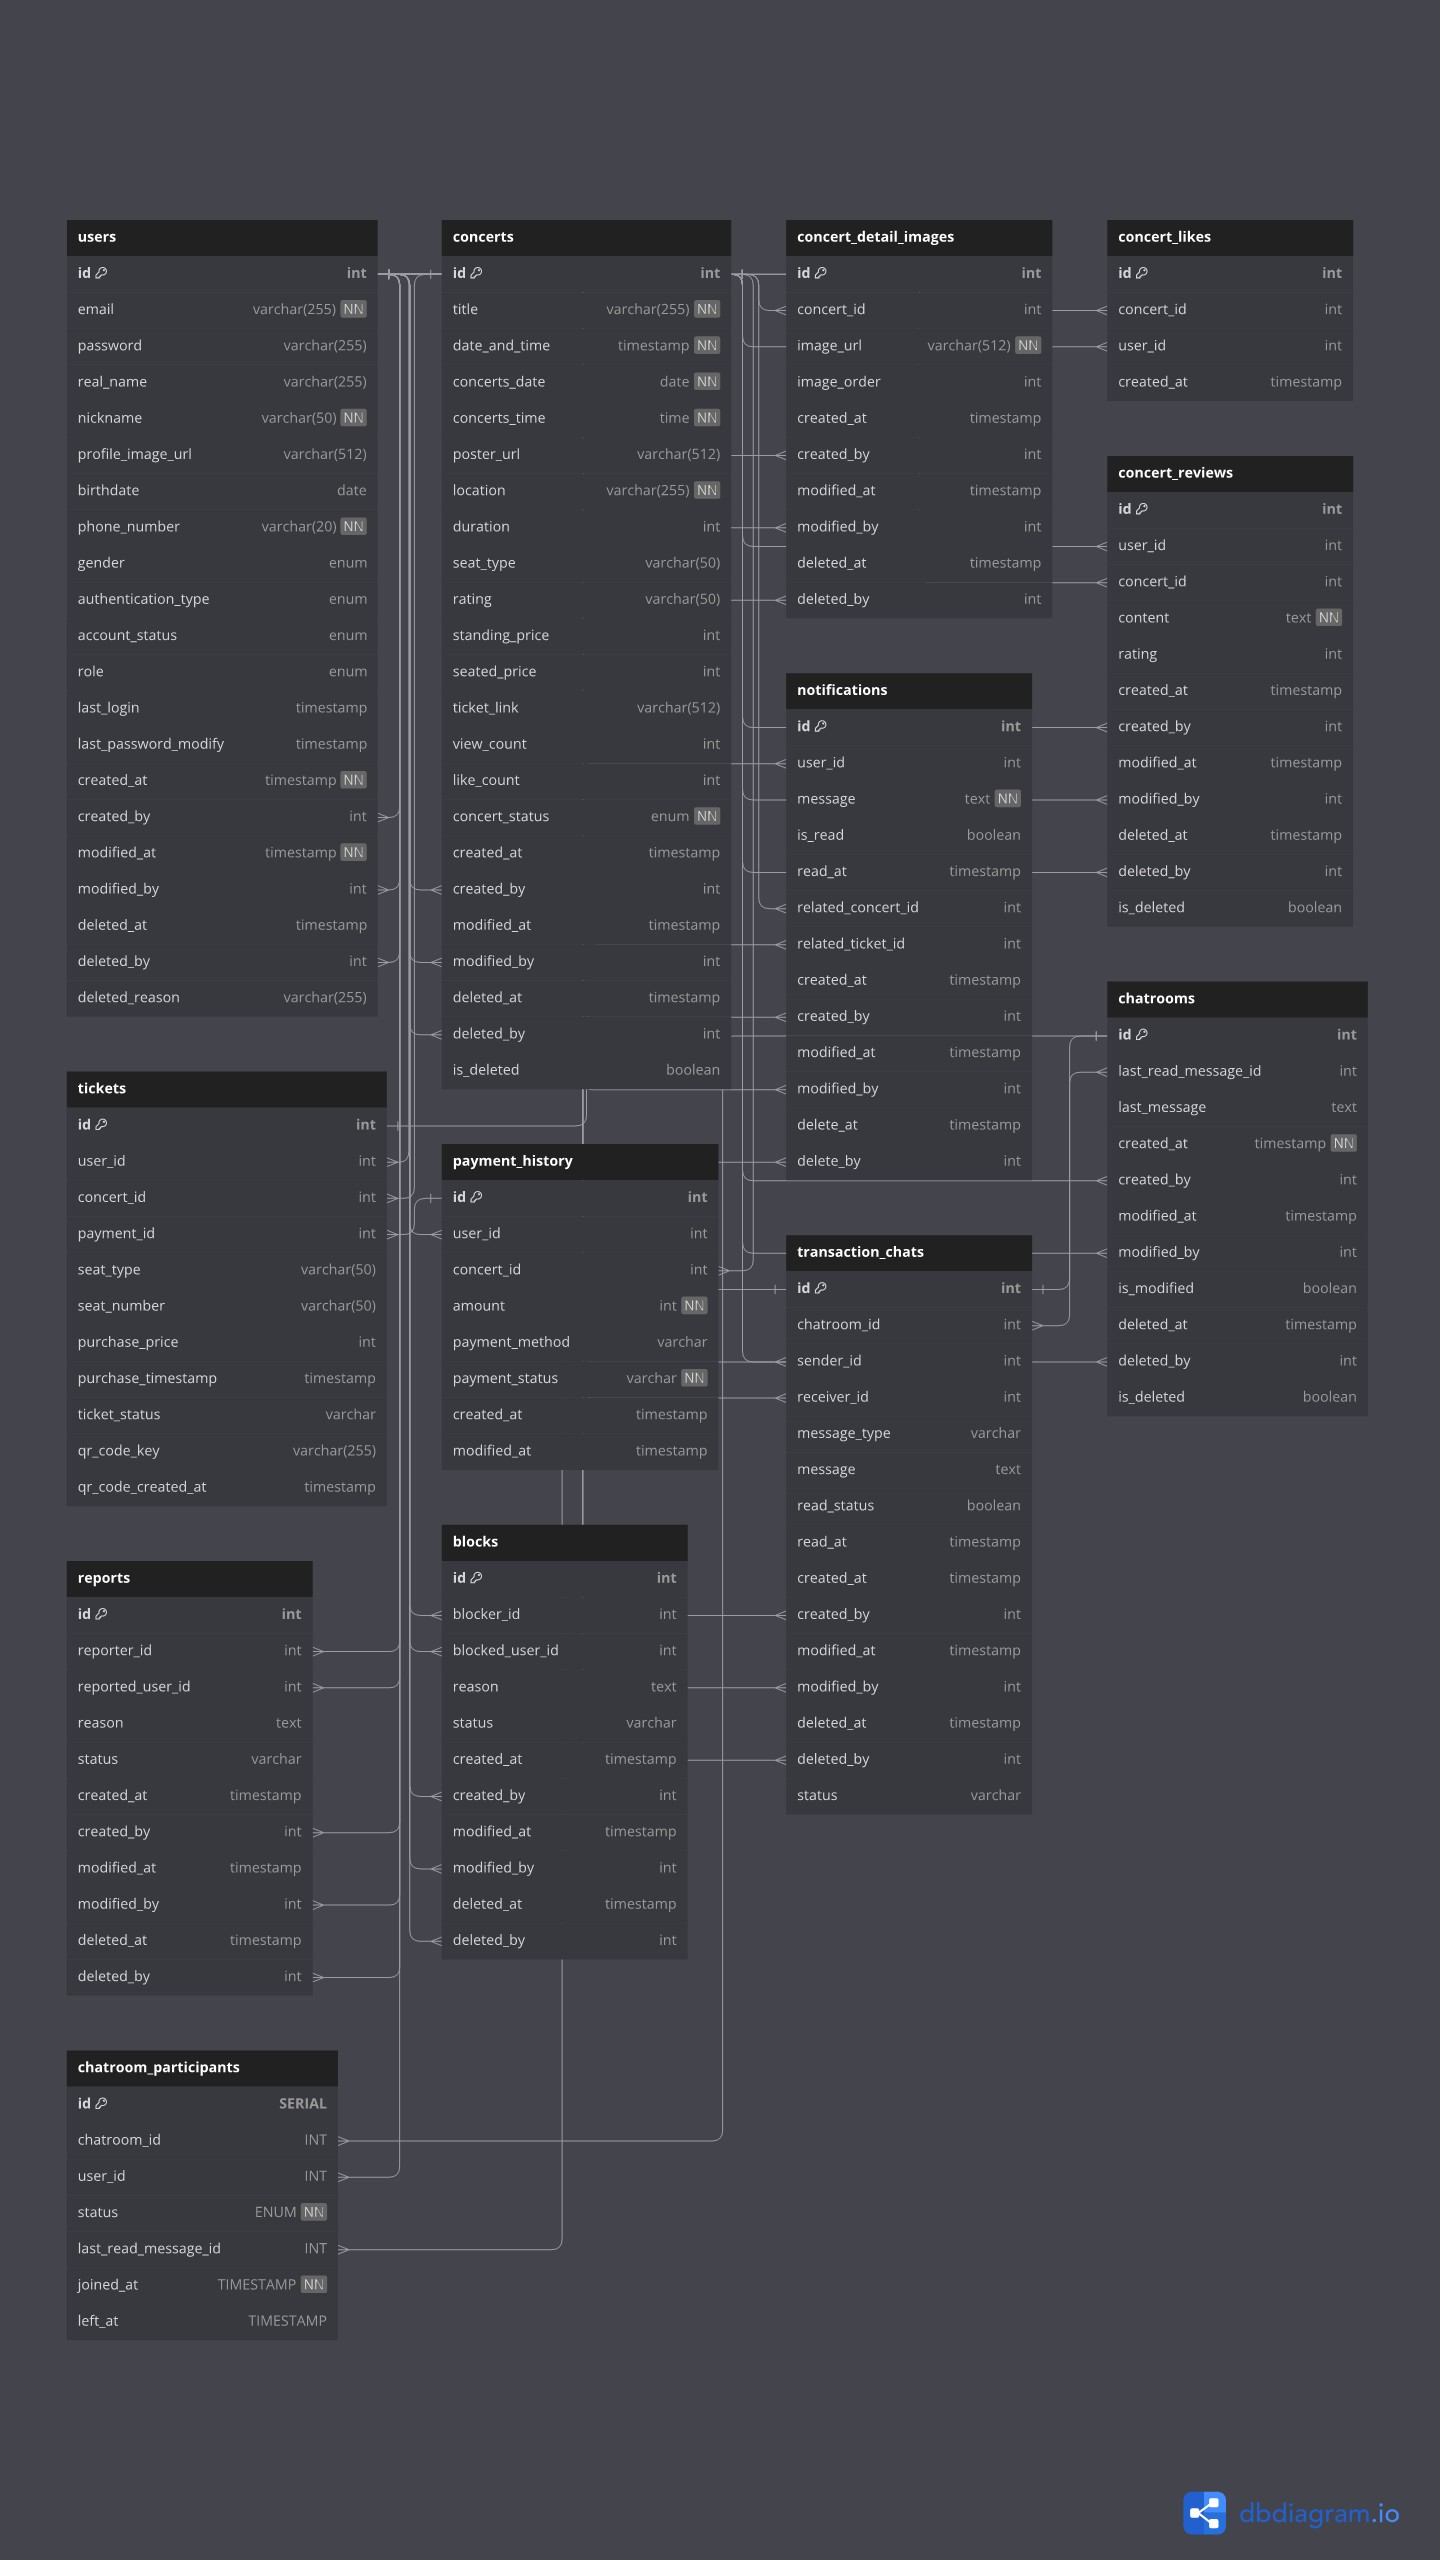 users
id int
email varchar(255) NN
password varchar(255)
real_name varchar(255)
nickname varchar(50) NN
profile_image_url varchar(512)
birthdate date
phone_number varchar(20) NN
gender enum
authentication_type enum
account_status enum
role enum
last_login timestamp
last_password_modify timestamp
created_at timestamp NN
created_by int
modified_at timestamp NN
modified_by int
deleted_at timestamp
deleted_by int
deleted_reason varchar(255)
tickets
id int
user_id int
concert_id int
payment_id int
seat_type varchar(50)
seat_number varchar(50)
purchase_price int
purchase_timestamp timestamp
ticket_status varchar
qr_code_key varchar(255)
qr_code_created_at timestamp
reports
id int
reporter_id int
reported_user_id int
reason text
status varchar
created_at timestamp
created_by int
modified_at timestamp
modified_by int
deleted_at timestamp
deleted_by int
chatroom_participants
id SERIAL
chatroom_id INT
user_id INT
status ENUM NN
last_read_message_id INT
joined_at TIMESTAMP NN
left_at TIMESTAMP
concerts
id int
title varchar(255) NN
date_and_time timestamp NN
concerts_date date NN
concerts_time time NN
poster_url varchar(512)
location varchar(255) NN
duration int
seat_type varchar(50)
rating varchar(50)
standing_price int
seated_price int
ticket_link varchar(512)
view_count int
like_count int
concert_status enum NN
created_at timestamp
created_by int
modified_at timestamp
modified_by int
deleted_at timestamp
deleted_by int
is_deleted boolean
payment_history
id int
user_id int
concert_id int
amount int NN
payment_method varchar
payment_status varchar NN
created_at timestamp
modified_at timestamp
blocks
id int
blocker_id int
blocked_user_id int
reason text
status varchar
created_at timestamp
created_by int
modified_at timestamp
modified_by int
deleted_at timestamp
deleted_by int
concert_detail_images
id int
concert_id int
image_url varchar(512) NN
image_order int
created_at timestamp
created_by int
modified_at timestamp
modified_by int
deleted_at timestamp
deleted_by int
notifications
id int
user_id int
message text NN
is_read boolean
read_at timestamp
related_concert_id int
related_ticket_id int
created_at timestamp
created_by int
modified_at timestamp
modified_by int
delete_at timestamp
delete_by int
transaction_chats
id int
chatroom_id int
sender_id int
receiver_id int
message_type varchar
message text
read_status boolean
read_at timestamp
created_at timestamp
created_by int
modified_at timestamp
modified_by int
deleted_at timestamp
deleted_by int
status varchar
concert_likes
id int
concert_id int
user_id int
created_at timestamp
concert_reviews
id int
user_id int
concert_id int
content text NN
rating int
created_at timestamp
created_by int
modified_at timestamp
modified_by int
deleted_at timestamp
deleted_by int
is_deleted boolean
chatrooms
id int
last_read_message_id int
last_message text
created_at timestamp NN
created_by int
modified_at timestamp
modified_by int
is_modified boolean
deleted_at timestamp
deleted_by int
is_deleted boolean
dbdiagram.io